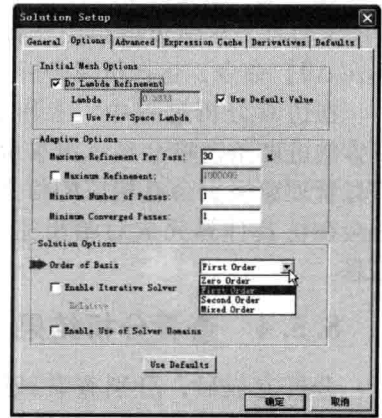 Solution Setup
General Options Advanced Expression Cache Derivatives Defaults
Initial Mesh Options
Do Lambda Refinement
Lambda 0.3333 Use Default Value
Use Free Space Lambda
Adaptive Options
Maximum Refinement Per Pass: 30 %
Maximum Refinement: 1000000
Minimum Number of Passes: 1
Minimum Converged Passes: 1
Solution Options
Order of Basis First Order
Zero Order
First Order
Second Order
Mixed Order
Enable Iterative Solver
Relative
Enable Use of Solver Domains
Use Defaults
确定 取消